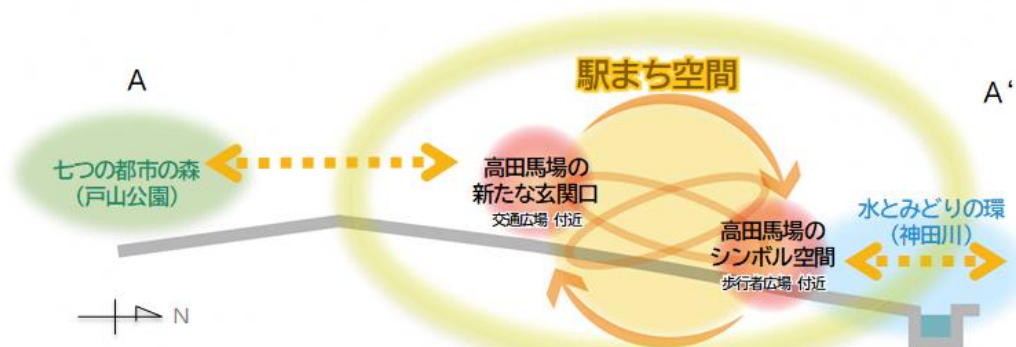 A
駅まち空間
A'
七つの都市の森
(戸山公園)
高田馬場の
新たな玄関口
交通広場 付近
高田馬場の
シンボル空間
歩行者広場 付近
水とみどりの環
(神田川)
N